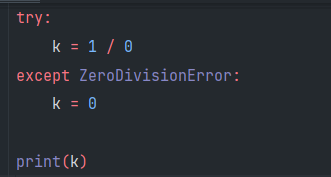 try:
    k = 1 / 0
except ZeroDivisionError:
    k = 0

print(k)